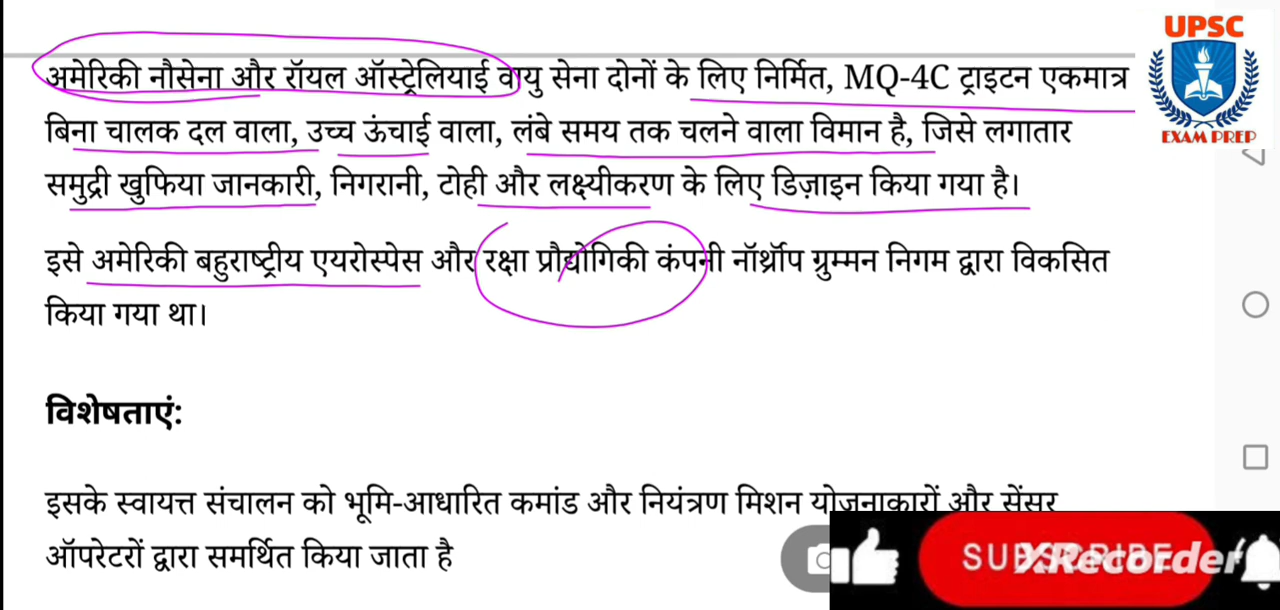 UPSC
EXAM PREP
अमेरिकी नौसेना और रॉयल ऑस्ट्रेलियाई वायु सेना दोनों के लिए निर्मित, MQ-4C ट्राइटन एकमात्र
बिना चालक दल वाला, उच्च ऊंचाई वाला, लंबे समय तक चलने वाला विमान है, जिसे लगातार
समुद्री खुफिया जानकारी, निगरानी, टोही और लक्ष्यीकरण के लिए डिज़ाइन किया गया है।
इसे अमेरिकी बहुराष्ट्रीय एयरोस्पेस और रक्षा प्रौद्योगिकी कंपनी नॉर्थ्रॉप ग्रुम्मन निगम द्वारा विकसित
किया गया था।
विशेषताएं:
इसके स्वायत्त संचालन को भूमि-आधारित कमांड और नियंत्रण मिशन योजनाकारों और सेंसर
ऑपरेटरों द्वारा समर्थित किया जाता है
SUBSCRIBE
XRecorder